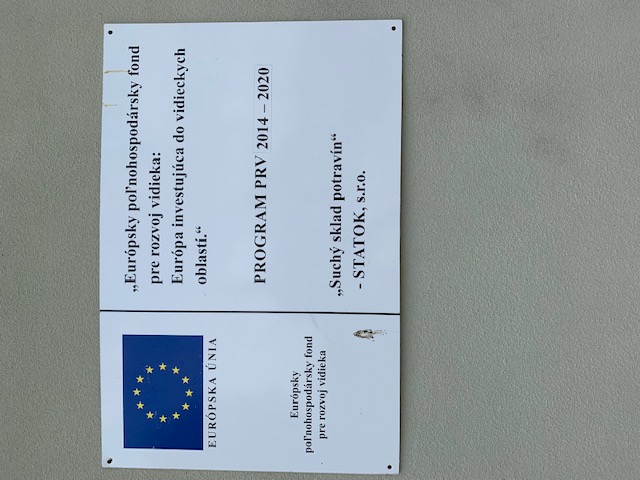 EURÓPSKA ÚNIA
Európsky
poľnohospodársky fond
pre rozvoj vidieka
„Európsky poľnohospodársky fond
pre rozvoj vidieka:
Európa investujúca do vidieckych
oblastí.“
PROGRAM PRV 2014 – 2020
„Suchý sklad potravín“
- STATOK, s.r.o.